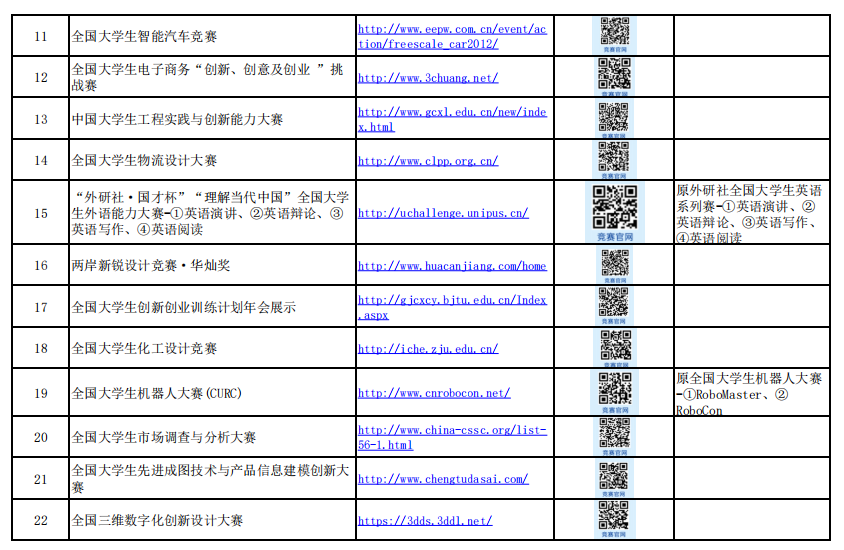 11
全国大学生智能汽车竞赛
http://www.eepw.com.cn/event/ac
tion/freescale_car2012/
竞赛官网
12
全国大学生电子商务“创新、创意及创业 ”挑
战赛
http://www.3chuang.net/
竞赛官网
13
中国大学生工程实践与创新能力大赛
http://www.gcxl.edu.cn/new/inde
x.html
竞赛官网
14
全国大学生物流设计大赛
http://www.clpp.org.cn/
竞赛官网
15
“外研社·国才杯”“理解当代中国”全国大学
生外语能力大赛-①英语演讲、②英语辩论、③
英语写作、④英语阅读
http://uchallenge.unipus.cn/
竞赛官网
原外研社全国大学生英语
系列赛-①英语演讲、②
英语辩论、③英语写作、
④英语阅读
16
两岸新锐设计竞赛·华灿奖
http://www.huacanjiang.com/home
竞赛官网
17
全国大学生创新创业训练计划年会展示
http://gjcxcy.bjtu.edu.cn/Index
.aspx
竞赛官网
18
全国大学生化工设计竞赛
http://iche.zju.edu.cn/
竞赛官网
19
全国大学生机器人大赛(CURC)
http://www.cnrobocon.net/
竞赛官网
原全国大学生机器人大赛
-①RoboMaster、②
RoboCon
20
全国大学生市场调查与分析大赛
http://www.china-cssc.org/list-
56-1.html
竞赛官网
21
全国大学生先进成图技术与产品信息建模创新大
赛
http://www.chengtudasai.com/
竞赛官网
22
全国三维数字化创新设计大赛
https://3dds.3ddl.net/
竞赛官网